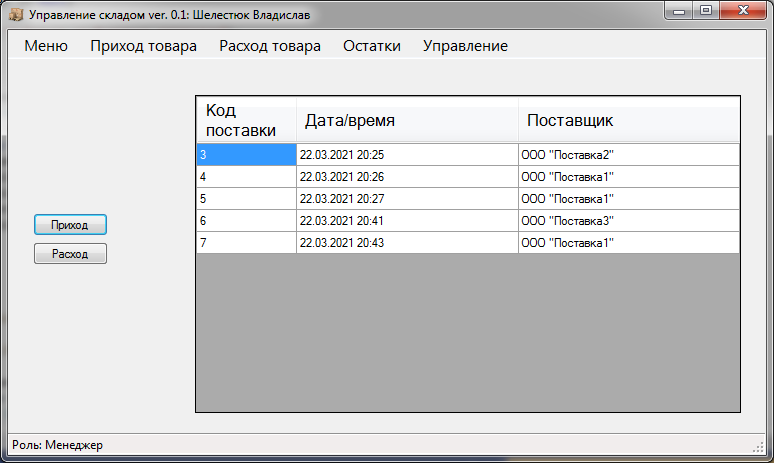 Управление складом ver. 0.1: Шелестюк Владислав
Меню Приход товара Расход товара Остатки Управление
Код поставки Дата/время Поставщик
3 22.03.2021 20:25 ООО "Поставка2"
4 22.03.2021 20:26 ООО "Поставка1"
5 22.03.2021 20:27 ООО "Поставка1"
6 22.03.2021 20:41 ООО "Поставка3"
7 22.03.2021 20:43 ООО "Поставка1"
Приход
Расход
Роль: Менеджер